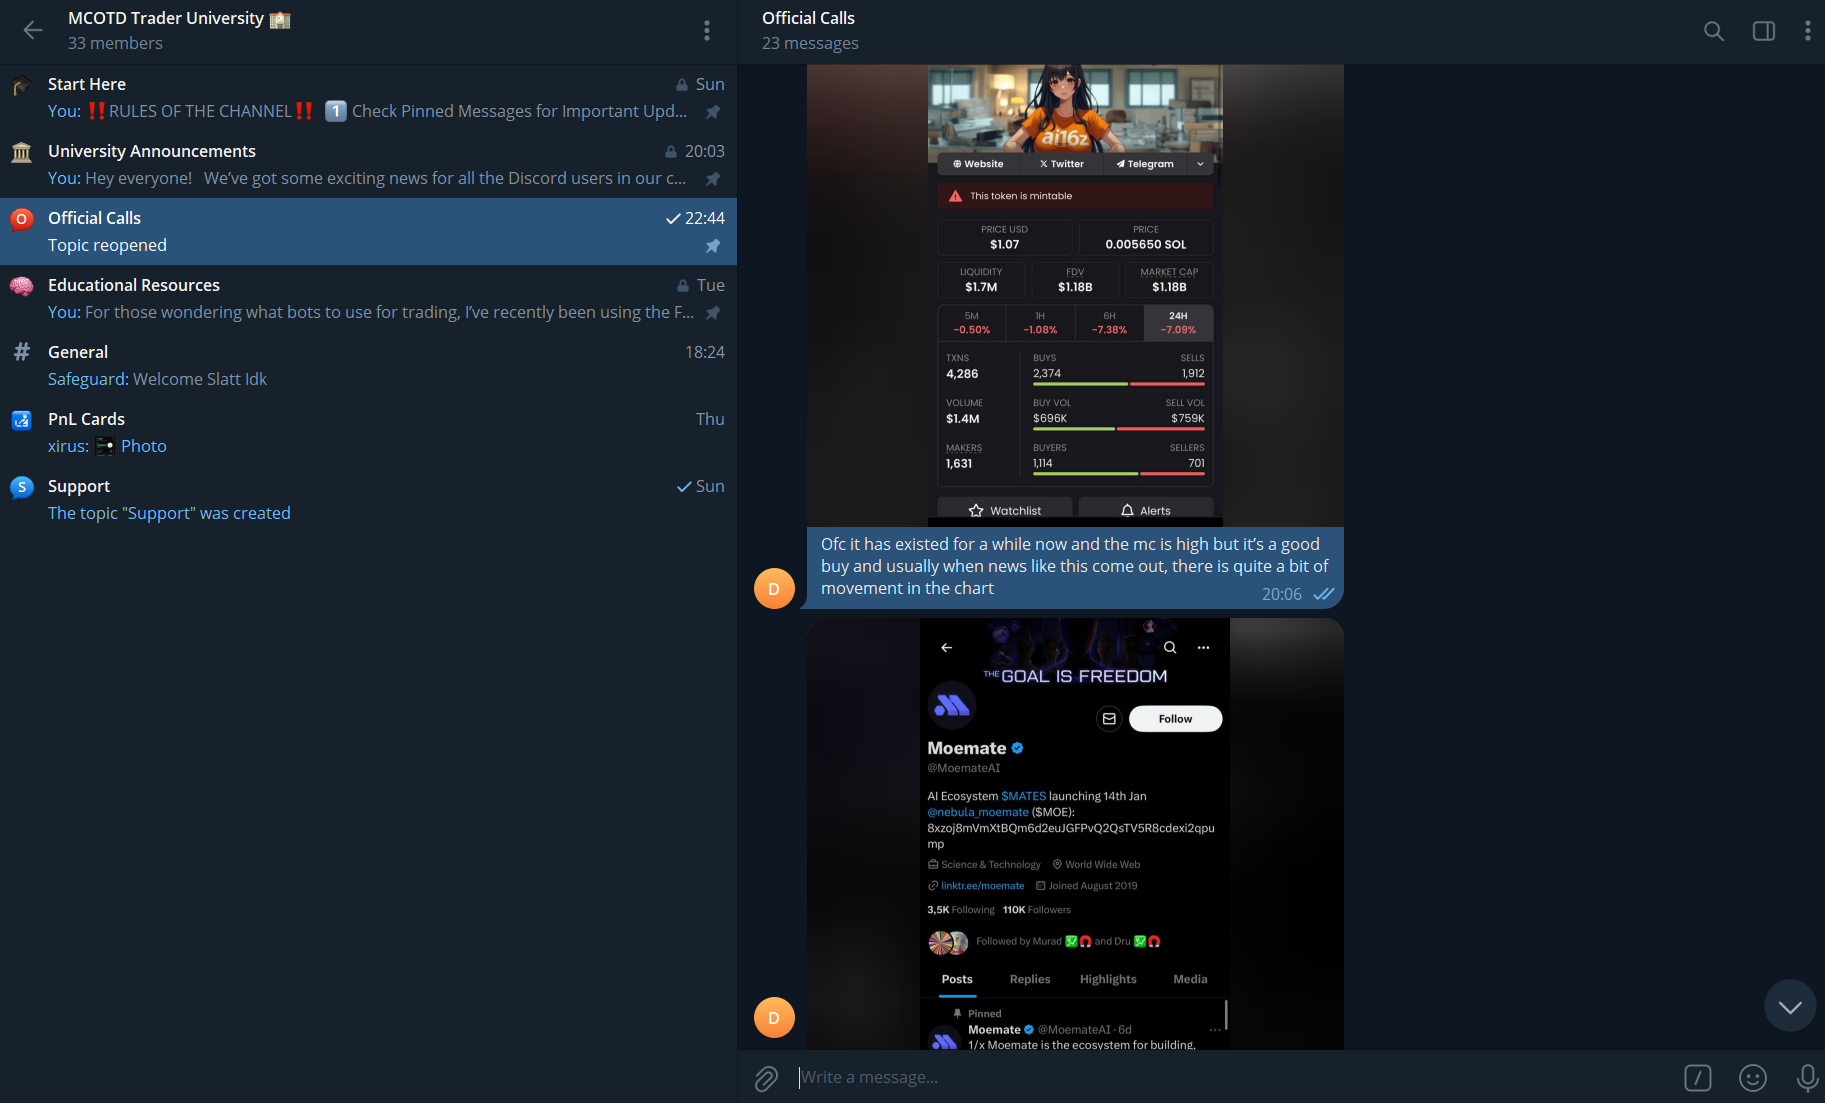 MCOTD Trader University
33 members
Start Here
Sun
You: ‼️RULES OF THE CHANNEL‼️ 1️⃣ Check Pinned Messages for Important Upd...
University Announcements
20:03
You: Hey everyone! We’ve got some exciting news for all the Discord users in our c...
O
Official Calls
22:44
Topic reopened
Educational Resources
Tue
You: For those wondering what bots to use for trading, I’ve recently been using the F...
# General
18:24
Safeguard: Welcome Slatt Idk
PnL Cards
Thu
xirus: Photo
S
Support
Sun
The topic "Support" was created
Official Calls
23 messages
ai16z
Website
Twitter
Telegram
This token is mintable
PRICE USD
$1.07
PRICE
0.005650 SOL
LIQUIDITY
$1.7M
FDV
$1.18B
MARKET CAP
$1.18B
5M
-0.50%
1H
-1.08%
6H
-7.38%
24H
-7.09%
TXNS
4,286
BUYS
2,374
SELLS
1,912
VOLUME
$1.4M
BUY VOL
$696K
SELL VOL
$759K
MAKERS
1,631
BUYERS
1,114
SELLERS
701
Watchlist
Alerts
Ofc it has existed for a while now and the mc is high but it’s a good
buy and usually when news like this come out, there is quite a bit of
movement in the chart
20:06
D
THE GOAL IS FREEDOM
Follow
Moemate
@MoemateAI
AI Ecosystem $MATES launching 14th Jan
@nebula_moemate ($MOE):
8xzoj8mVmXtBQm6d2euJGFPvQ2QsTV5R8cdexi2qpu
mp
Science & Technology
World Wide Web
linktr.ee/moemate
Joined August 2019
3,5K Following
110K Followers
Followed by Murad and Dru
Posts
Replies
Highlights
Media
Pinned
Moemate @MoemateAI · 6d
1/x Moemate is the ecosystem for building,
D
Write a message...